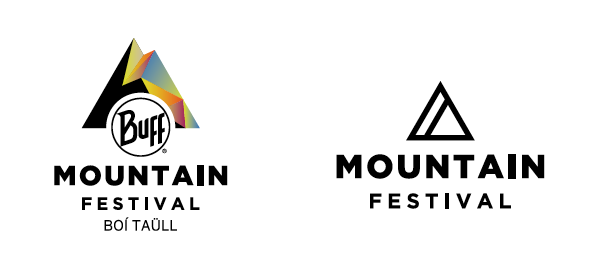 BUFF®
MOUNTAIN
FESTIVAL
BOÍ TAÜLL
MOUNTAIN
FESTIVAL